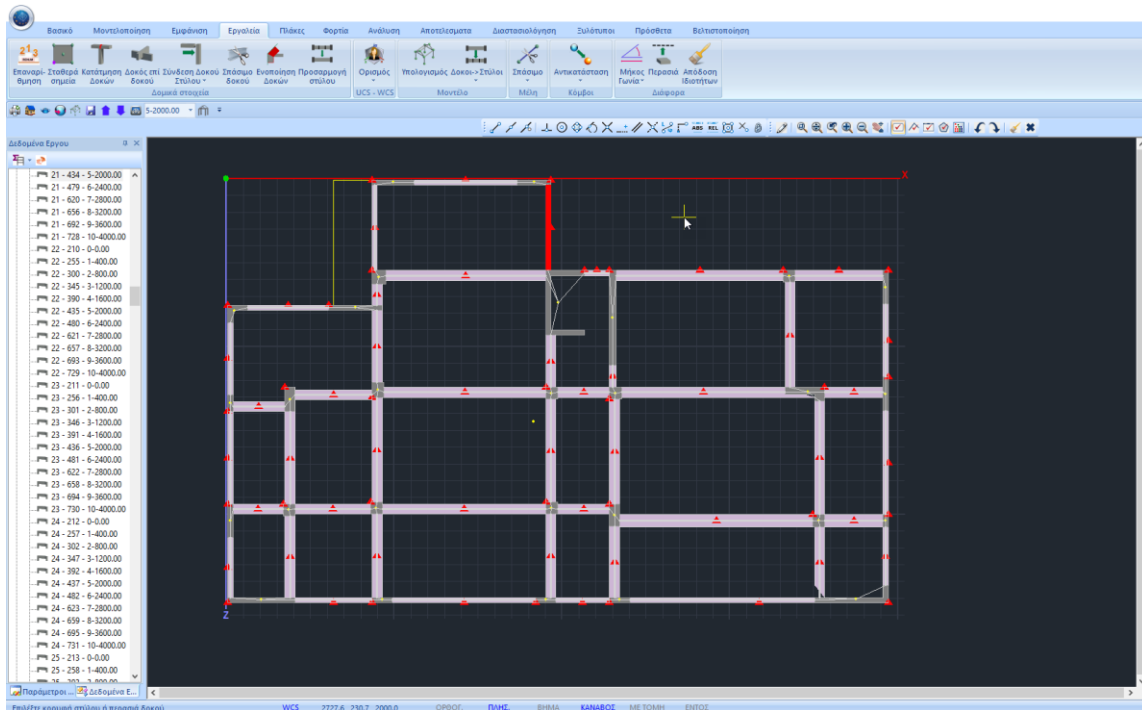 Βασικό Μοντελοποίηση Εμφάνιση Εργαλεία Πλάκες Φορτία Ανάλυση Αποτελεσματα Διαστασιολόγηση Ξυλότυποι Πρόσθετα Βελτιστοποίηση
Επαναρί- Σταθερά Κατάτμηση Δοκός επί Σύνδεση Δοκού Σπάσιμο Ενοποίηση Προσαρμογή Ορισμός Υπολογισμός Δοκοι->Στύλοι Σπάσιμο Αντικατάσταση Μήκος Περασιά Απόδοση
θμηση σημεία Δοκών δοκού Στύλου δοκού Δοκών στύλου Γωνία Ιδιοτήτων
Δομικά στοιχεία UCS - WCS Μοντέλο Μέλη Κόμβοι Διάφορα
5-2000.00
ABS REL
Δεδομένα Εργου
21 - 434 - 5-2000.00
21 - 479 - 6-2400.00
21 - 620 - 7-2800.00
21 - 656 - 8-3200.00
21 - 692 - 9-3600.00
21 - 728 - 10-4000.00
22 - 210 - 0-0.00
22 - 255 - 1-400.00
22 - 300 - 2-800.00
22 - 345 - 3-1200.00
22 - 390 - 4-1600.00
22 - 435 - 5-2000.00
22 - 480 - 6-2400.00
22 - 621 - 7-2800.00
22 - 657 - 8-3200.00
22 - 693 - 9-3600.00
22 - 729 - 10-4000.00
23 - 211 - 0-0.00
23 - 256 - 1-400.00
23 - 301 - 2-800.00
23 - 346 - 3-1200.00
23 - 391 - 4-1600.00
23 - 436 - 5-2000.00
23 - 481 - 6-2400.00
23 - 622 - 7-2800.00
23 - 658 - 8-3200.00
23 - 694 - 9-3600.00
23 - 730 - 10-4000.00
24 - 212 - 0-0.00
24 - 257 - 1-400.00
24 - 302 - 2-800.00
24 - 347 - 3-1200.00
24 - 392 - 4-1600.00
24 - 437 - 5-2000.00
24 - 482 - 6-2400.00
24 - 623 - 7-2800.00
24 - 659 - 8-3200.00
24 - 695 - 9-3600.00
24 - 731 - 10-4000.00
25 - 213 - 0-0.00
25 - 258 - 1-400.00
X
Z
Παράμετροι ... Δεδομένα Ε...
Επιλέξτε κορυφή στύλου ή περασιά δοκού WCS 2727.6, 230.7, 2000.0 ΟΡΘΟΓ. ΠΛΗΣ. ΒΗΜΑ ΚΑΝΑΒΟΣ ΜΕ ΤΟΜΗ ΕΝΤΟΣ